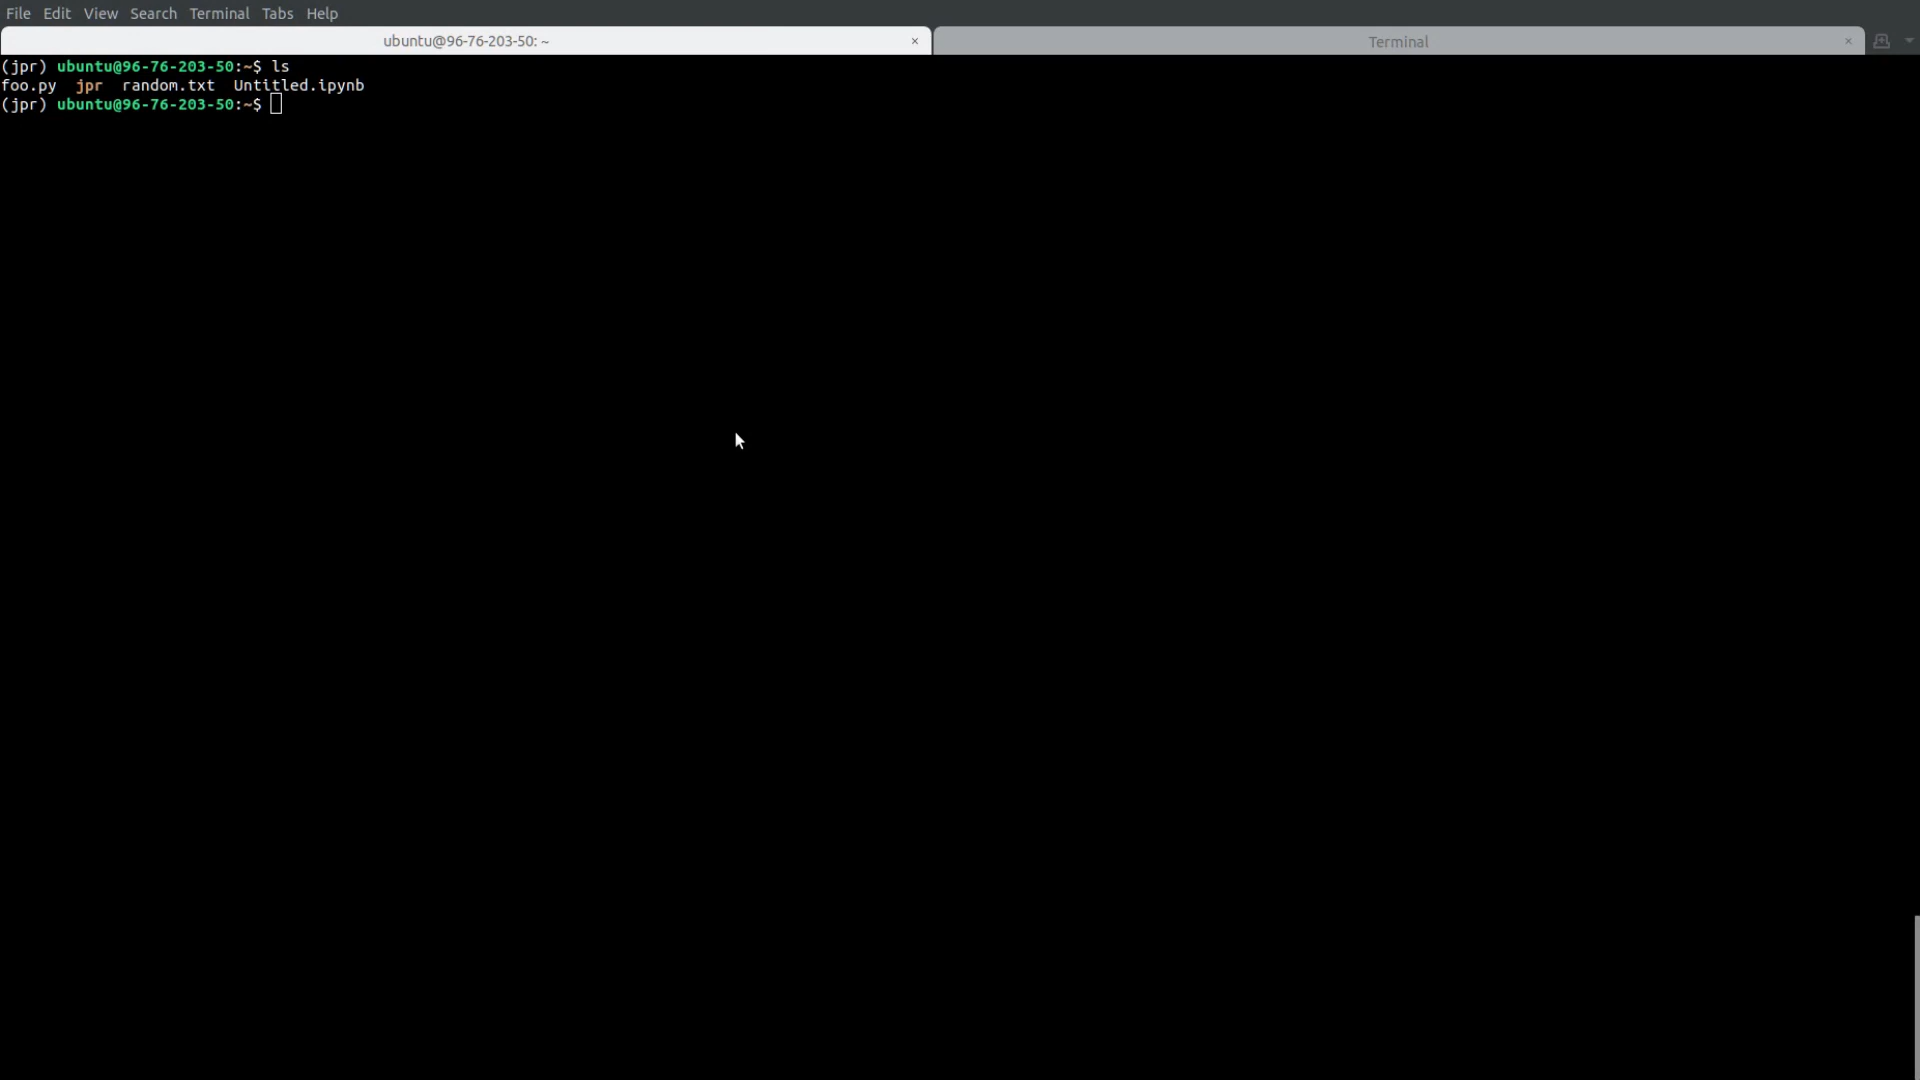 File Edit View Search Terminal Tabs Help
ubuntu@96-76-203-50: ~ × Terminal ×
(jpr) ubuntu@96-76-203-50:~$ ls
foo.py jpr random.txt Untitled.ipynb
(jpr) ubuntu@96-76-203-50:~$